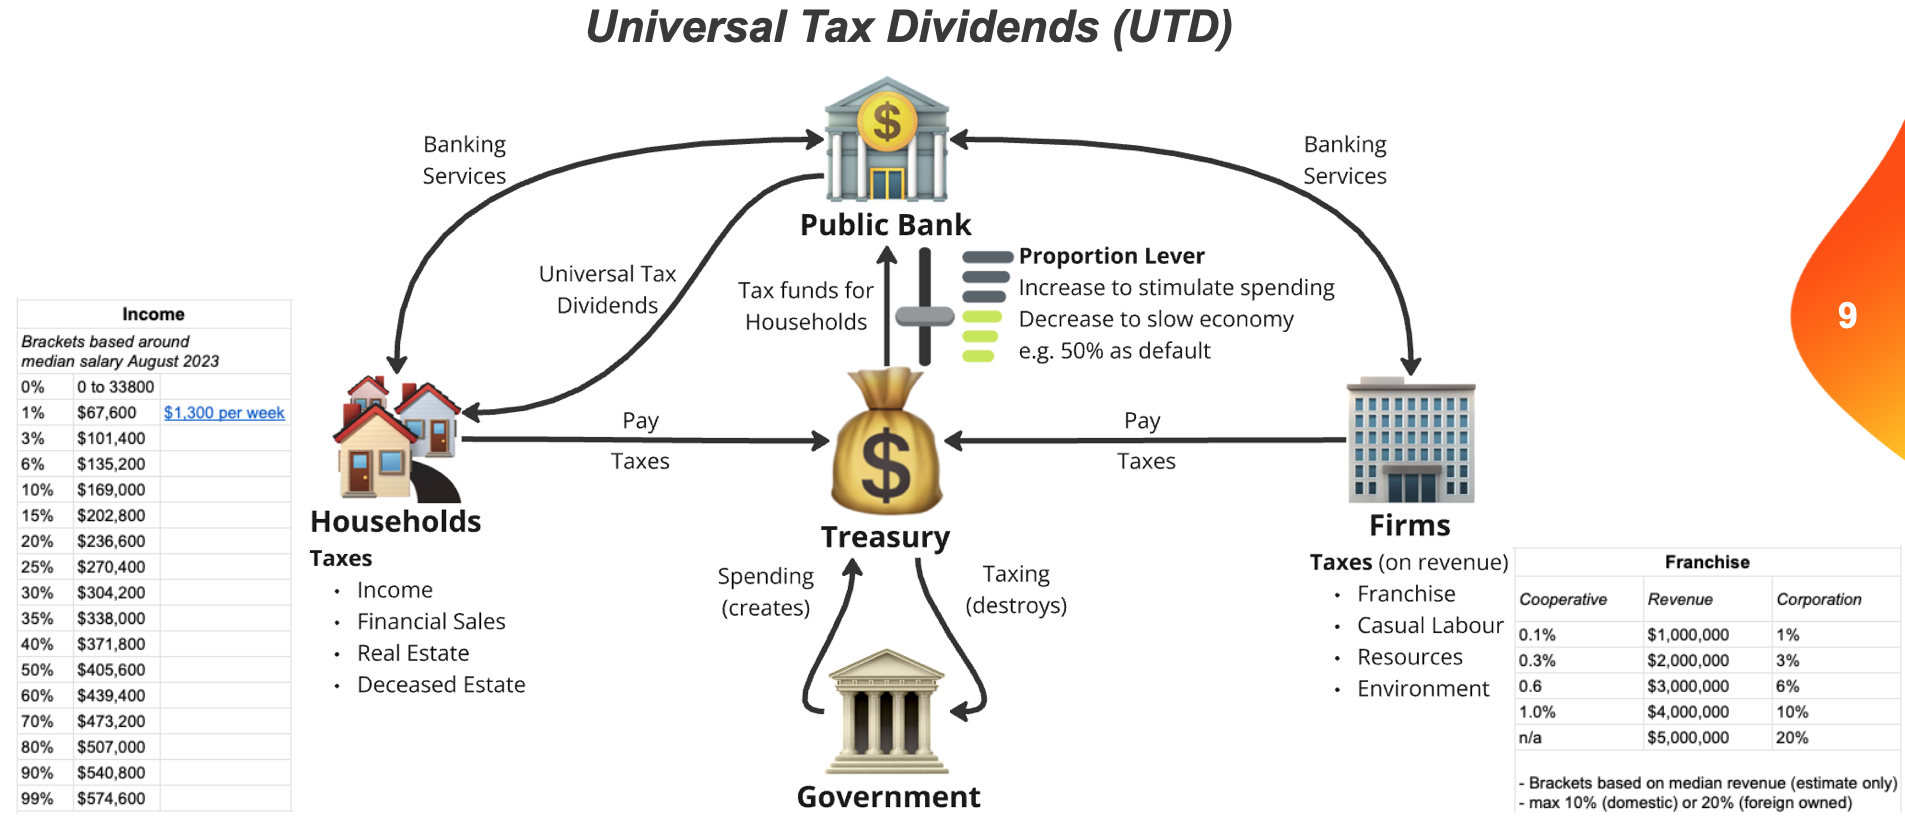 Universal Tax Dividends (UTD)
Banking
Services
Banking
Services
Public Bank
Universal Tax
Dividends
Tax funds for
Households
Proportion Lever
Increase to stimulate spending
Decrease to slow economy
e.g. 50% as default
9
Income
Brackets based around
median salary August 2023
0% 0 to 33800
1% $67,600 $1,300 per week
3% $101,400
6% $135,200
10% $169,000
15% $202,800
20% $236,600
25% $270,400
30% $304,200
35% $338,000
40% $371,800
50% $405,600
60% $439,400
70% $473,200
80% $507,000
90% $540,800
99% $574,600
Pay
Taxes
$
Pay
Taxes
Households
Taxes
• Income
• Financial Sales
• Real Estate
• Deceased Estate
Treasury
Spending
(creates)
Taxing
(destroys)
Government
Firms
Taxes (on revenue)
• Franchise
• Casual Labour
• Resources
• Environment
Franchise
Cooperative Revenue Corporation
0.1% $1,000,000 1%
0.3% $2,000,000 3%
0.6 $3,000,000 6%
1.0% $4,000,000 10%
n/a $5,000,000 20%
- Brackets based on median revenue (estimate only)
- max 10% (domestic) or 20% (foreign owned)